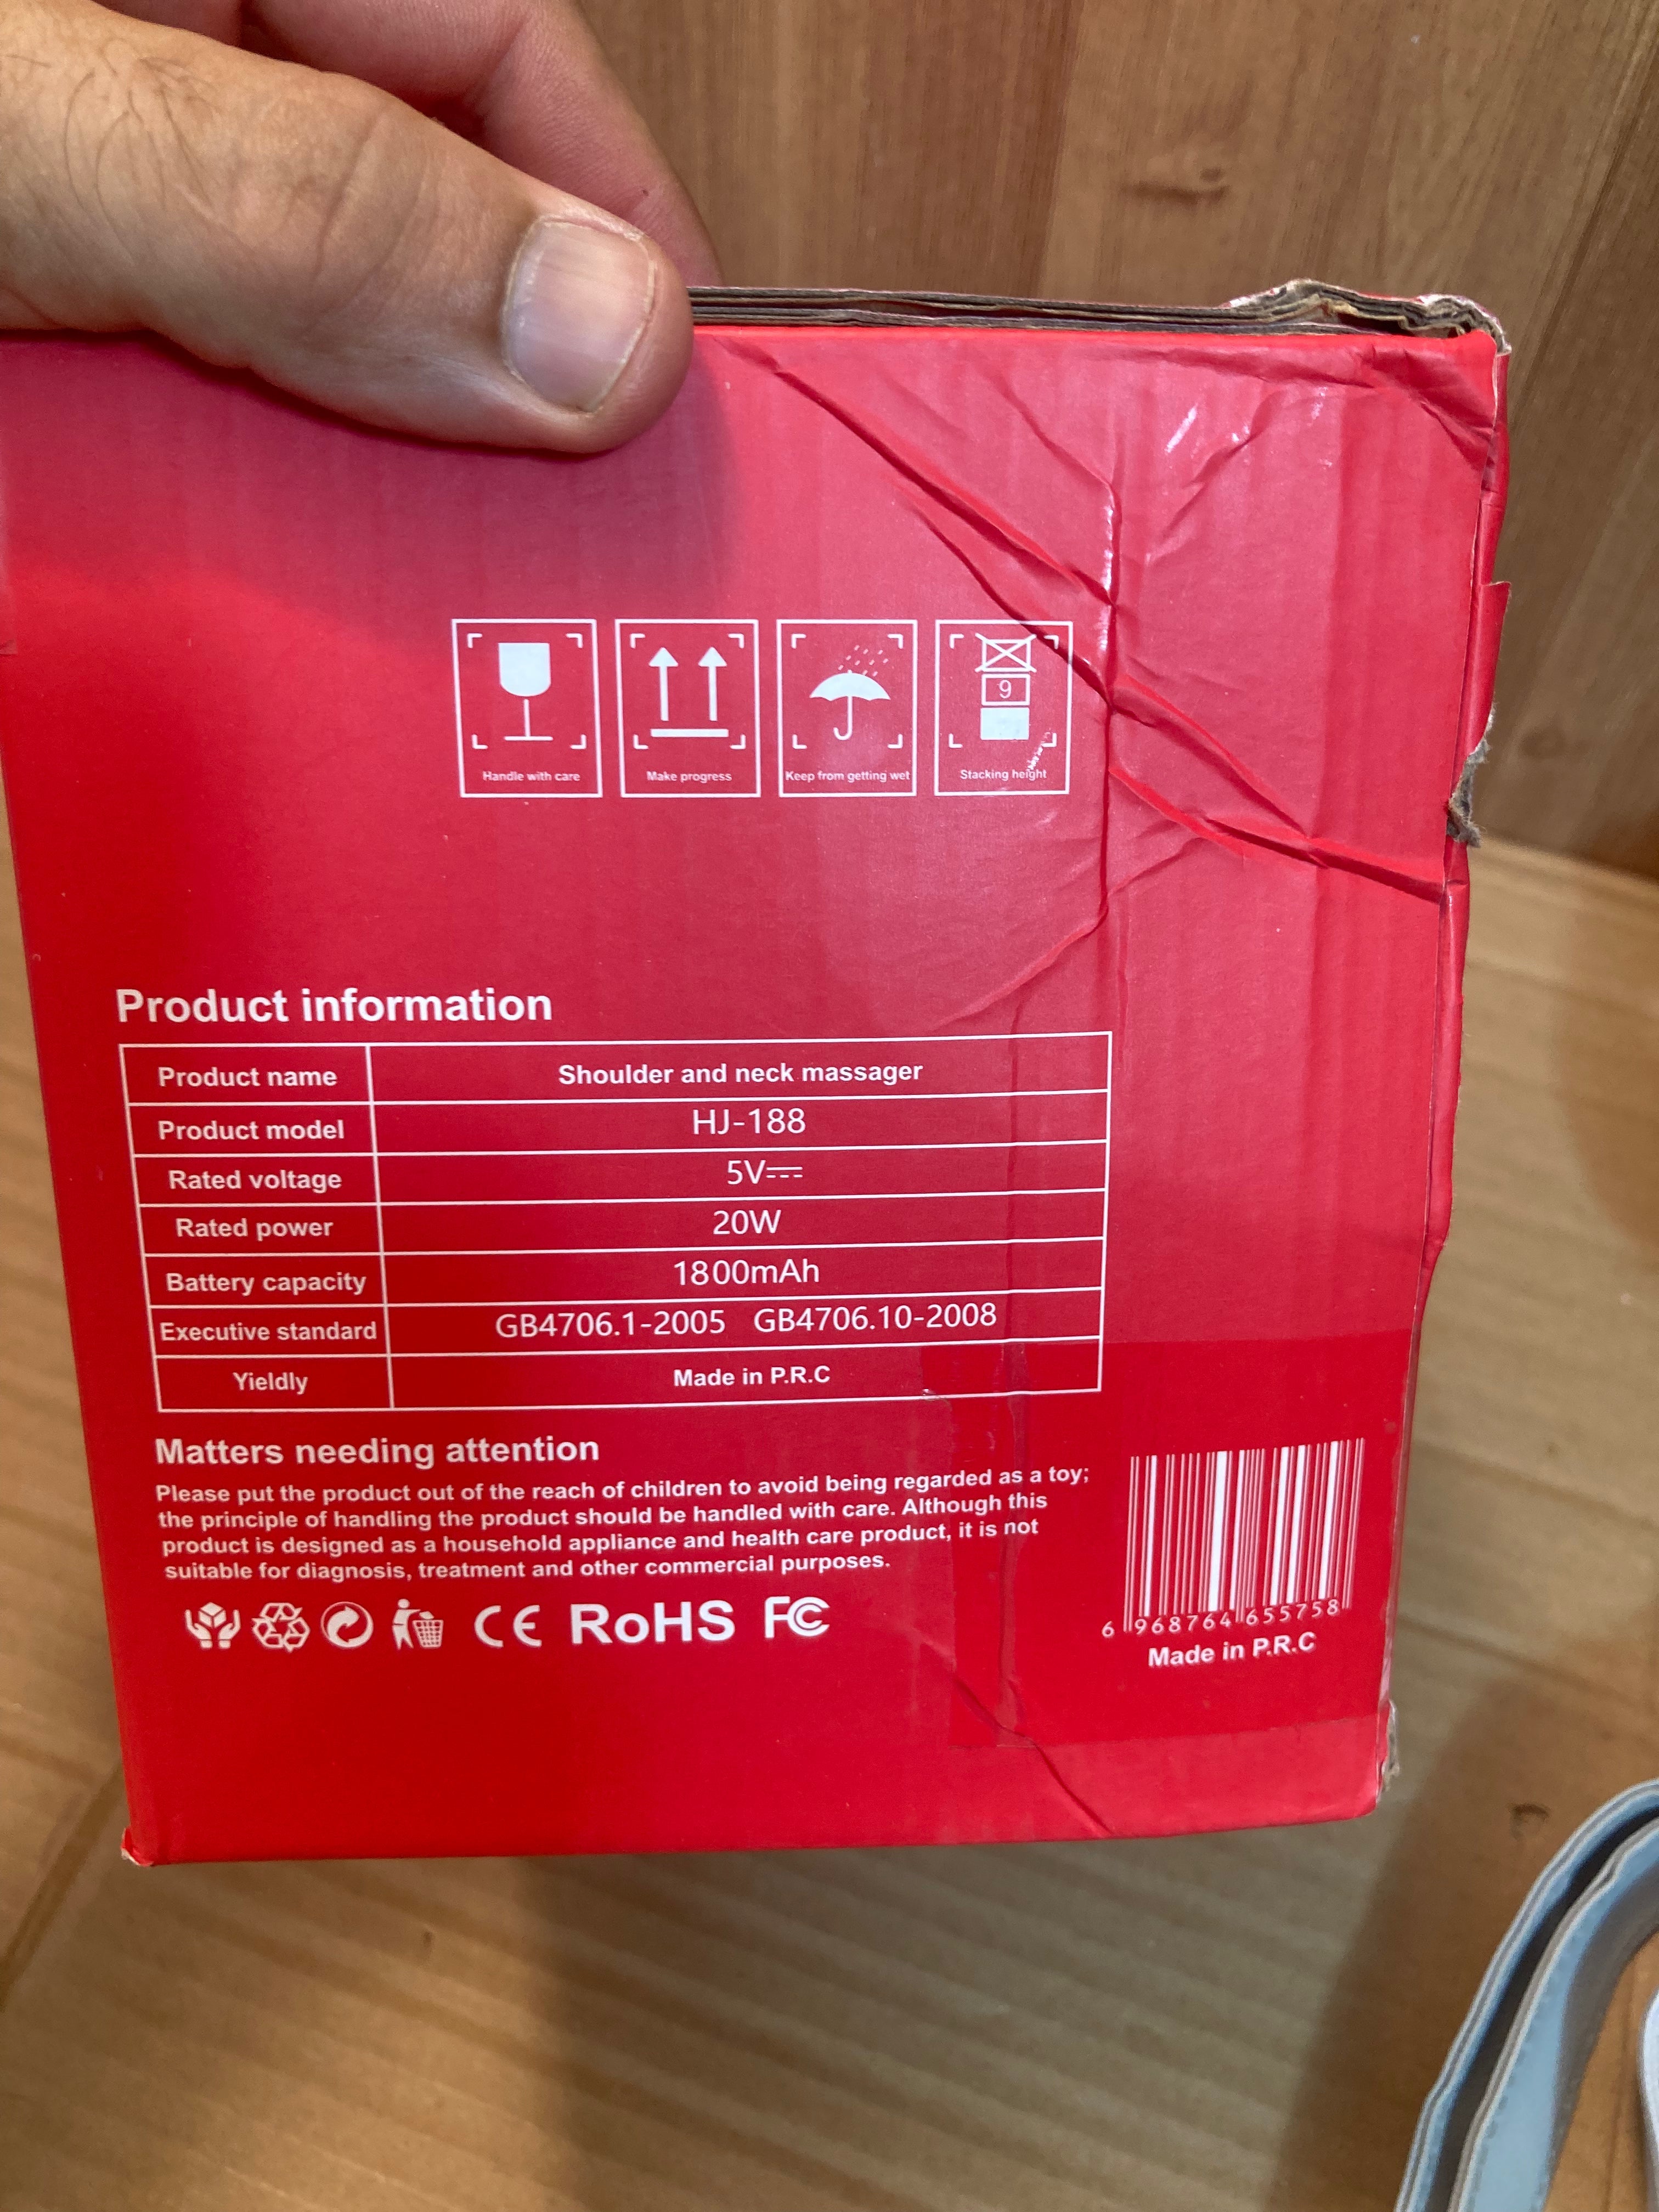 9
Handle with care
Make progress
Keep from getting wet
Stacking height
Product information
Product name Shoulder and neck massager
Product model HJ-188
Rated voltage 5V⎓
Rated power 20W
Battery capacity 1800mAh
Executive standard GB4706.1-2005 GB4706.10-2008
Yieldly Made in P.R.C
Matters needing attention
Please put the product out of the reach of children to avoid being regarded as a toy;
the principle of handling the product should be handled with care. Although this
product is designed as a household appliance and health care product, it is not
suitable for diagnosis, treatment and other commercial purposes.
CE RoHS FC
6 968764 655758
Made in P.R.C